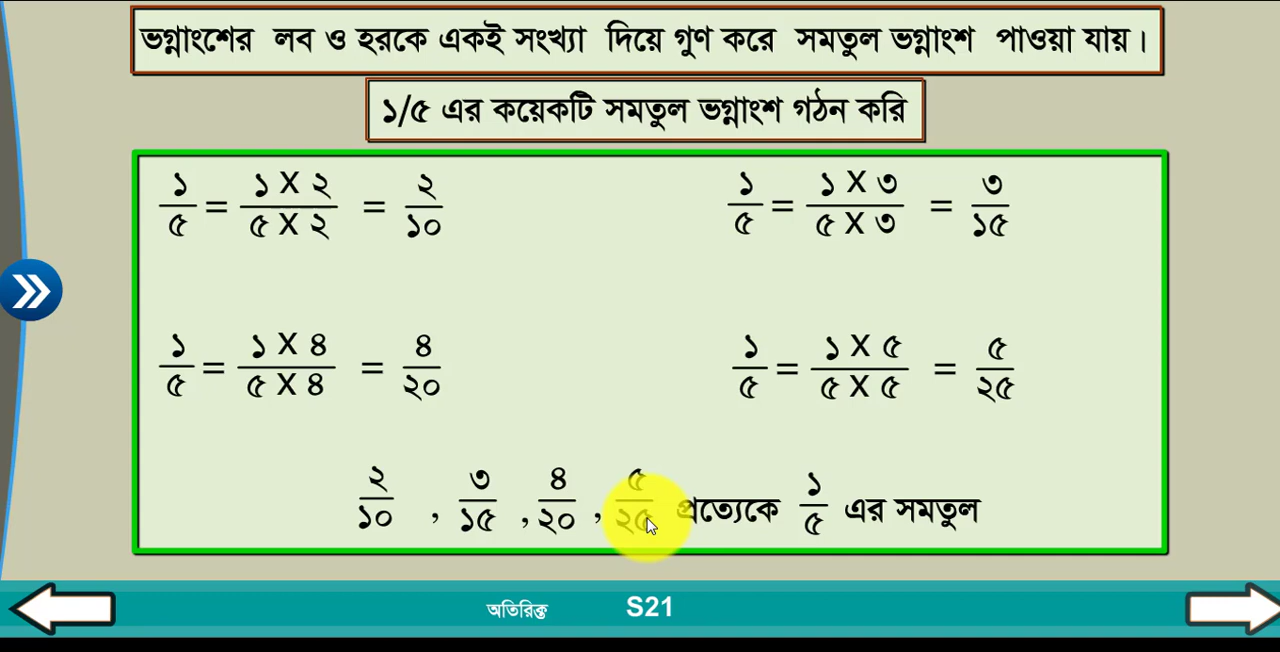 ভগ্নাংশের লব ও হরকে একই সংখ্যা দিয়ে গুণ করে সমতুল ভগ্নাংশ পাওয়া যায়।
১/৫ এর কয়েকটি সমতুল ভগ্নাংশ গঠন করি
১/৫ = ১ X ২/৫ X ২ = ২/১০
১/৫ = ১ X ৩/৫ X ৩ = ৩/১৫
১/৫ = ১ X ৪/৫ X ৪ = ৪/২০
১/৫ = ১ X ৫/৫ X ৫ = ৫/২৫
২/১০ , ৩/১৫ , ৪/২০ , ৫/২৫ প্রত্যেকে ১/৫ এর সমতুল
অতিরিক্ত S21